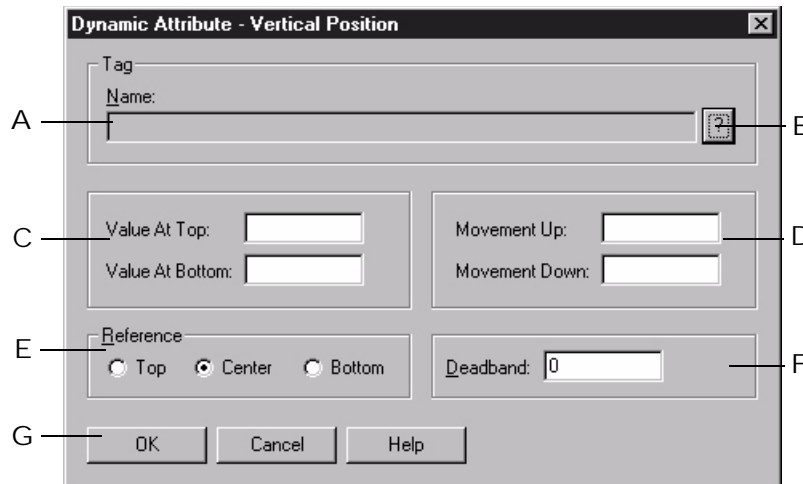 Dynamic Attribute - Vertical Position
Tag
Name:
A
?
B
C
Value At Top:
Movement Up:
D
Value At Bottom:
Movement Down:
Reference
E
Top
Center
Bottom
Deadband: 0
F
G
OK
Cancel
Help